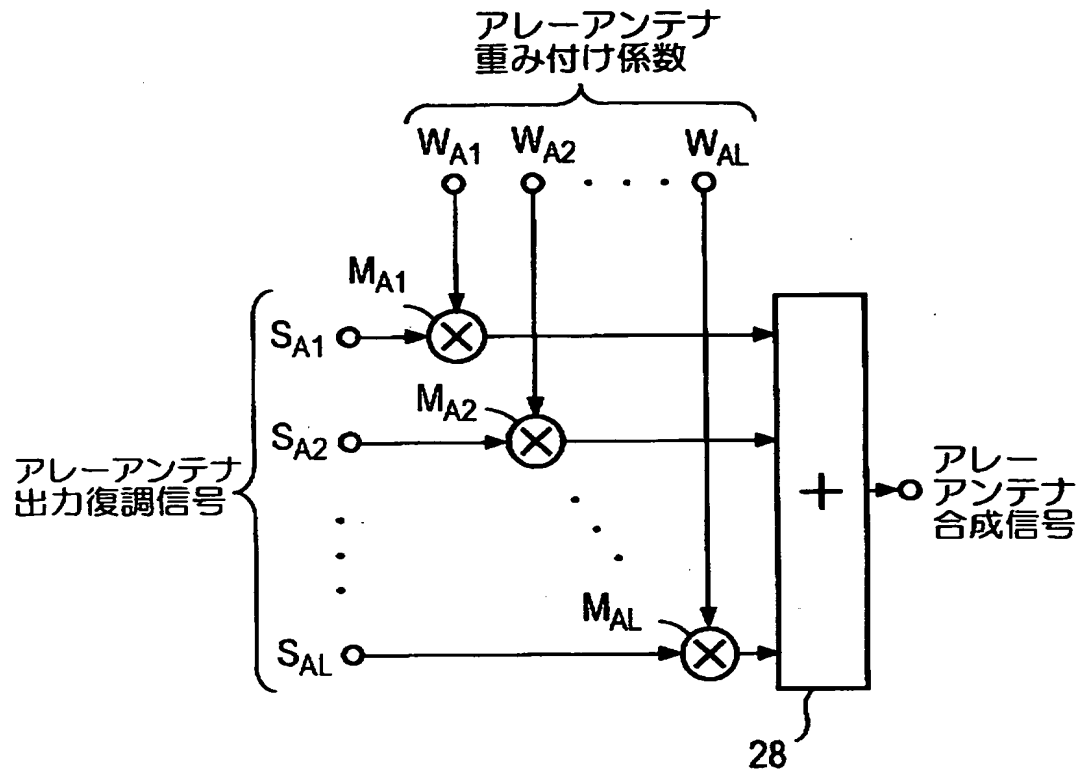 アレーアンテナ
重み付け係数
W_A1 W_A2 W_AL
M_A1
S_A1
M_A2
S_A2
アレーアンテナ
出力復調信号
アレー
アンテナ
合成信号
+
M_AL
S_AL
28